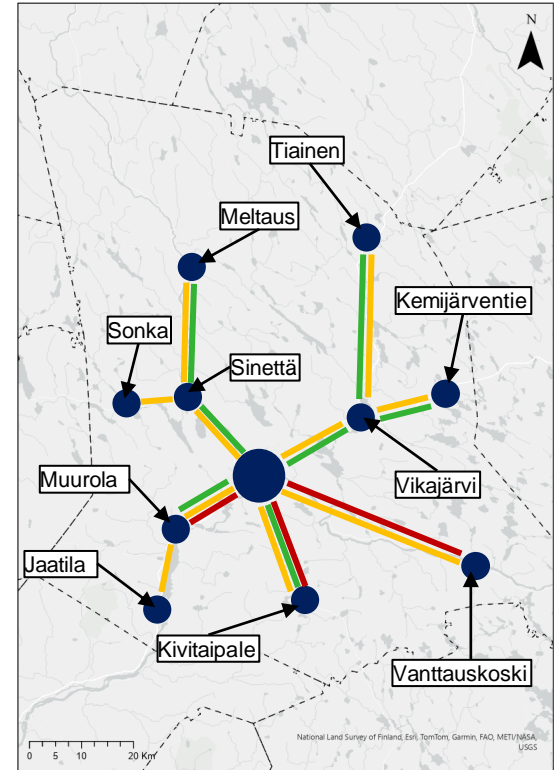 N
Tiainen
Meltaus
Kemijärventie
Sonka
Sinettä
Muurola
Vikajärvi
Jaatila
Kivitaipale
Vanttauskoski
National Land Survey of Finland, Esri, TomTom, Garmin, FAO, METI/NASA,
USGS
0 5 10 20 Km